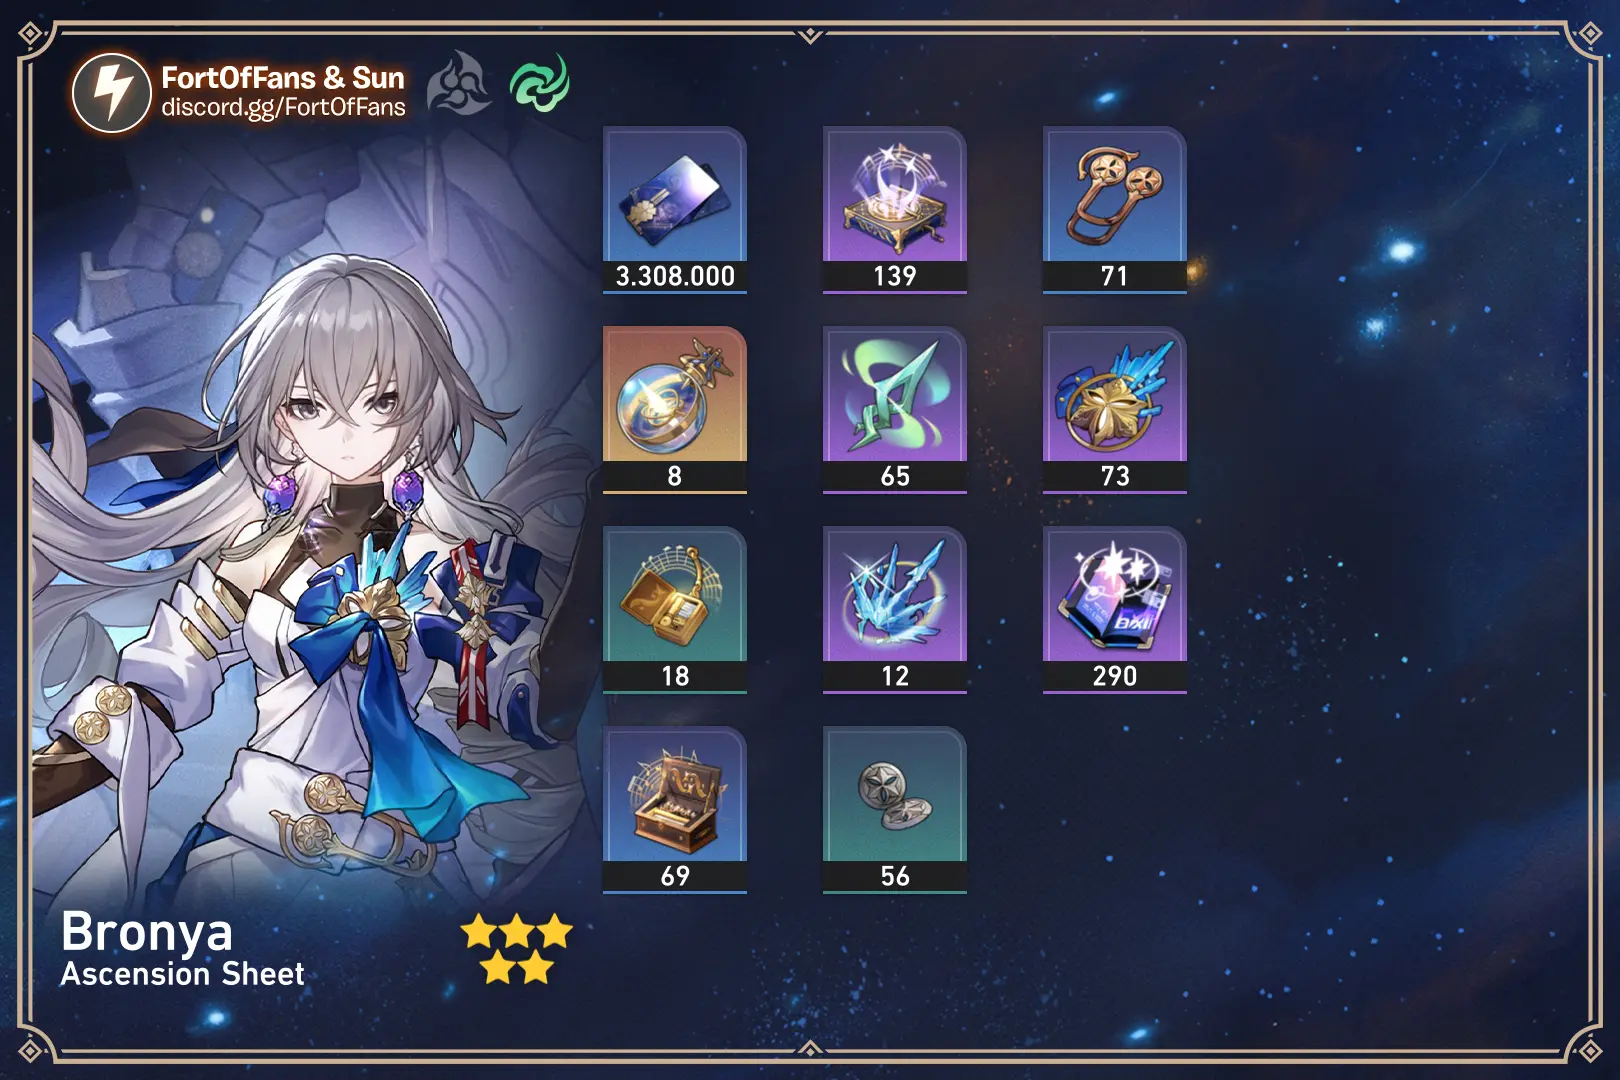 FortOfFans & Sun
discord.gg/FortOfFans
3.308.000
139
71
8
65
73
18
12
290
69
56
Bronya
Ascension Sheet